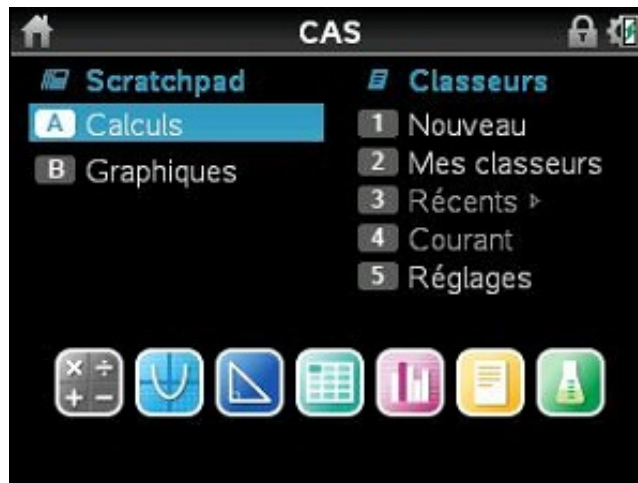 CAS
Scratchpad
A Calculs
B Graphiques
Classeurs
1 Nouveau
2 Mes classeurs
3 Récents
4 Courant
5 Réglages